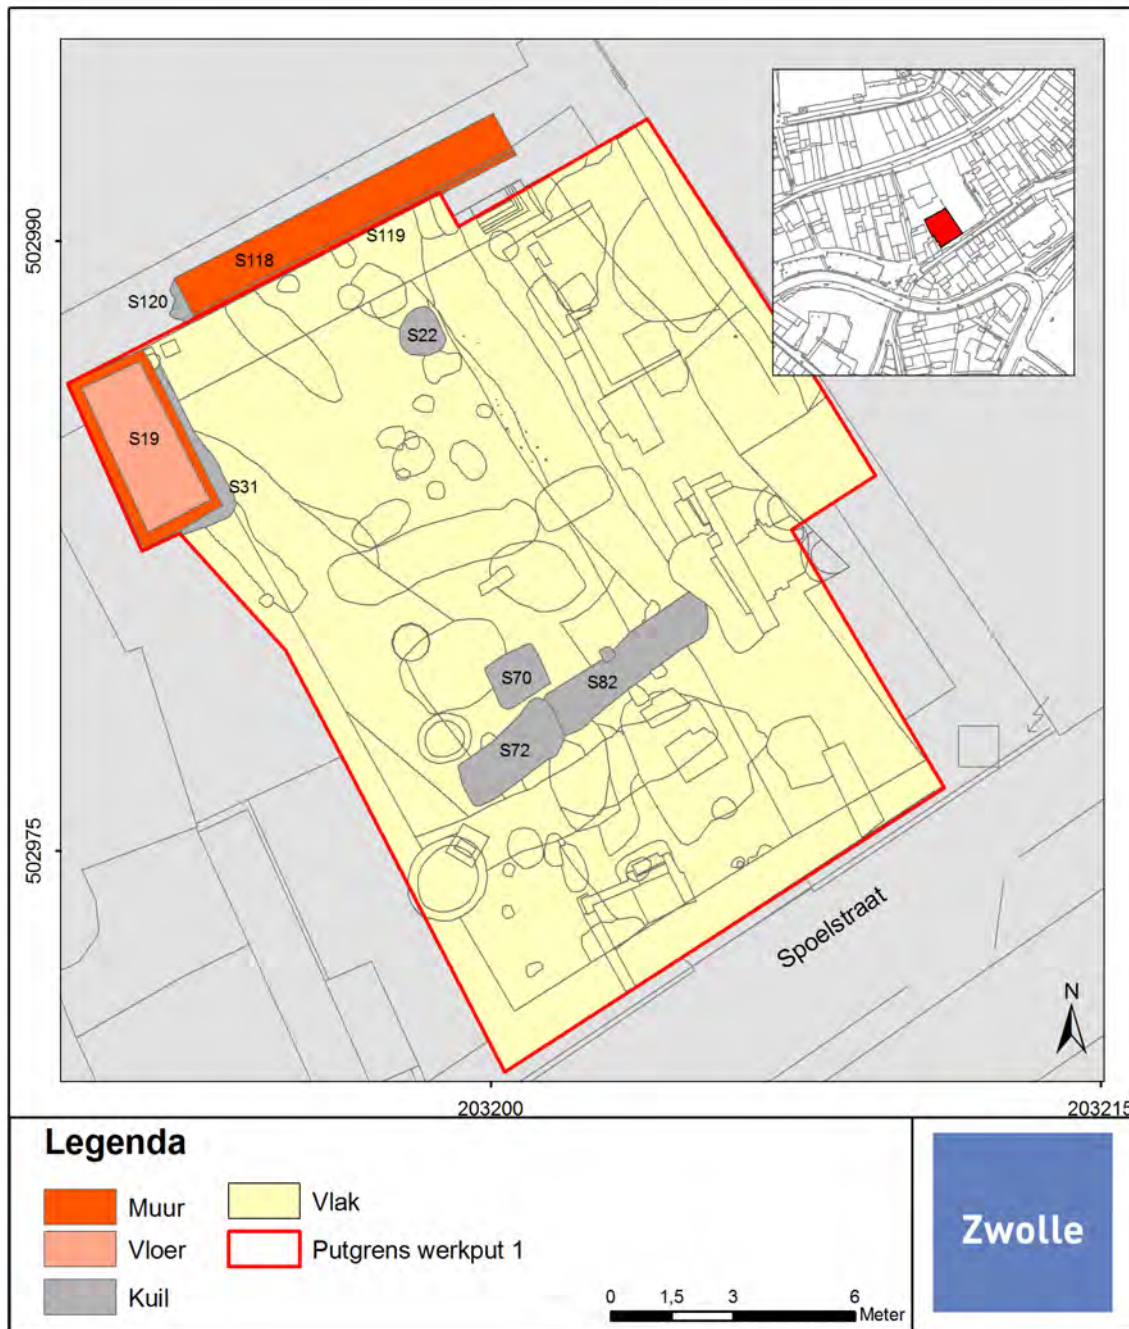 502990
502975
S118
S119
S120
S22
S19
S31
S70
S82
S72
Spoelstraat
N
203200
203215
Legenda
Muur
Vloer
Kuil
Vlak
Putgrens werkput 1
0 1,5 3 6
Meter
Zwolle